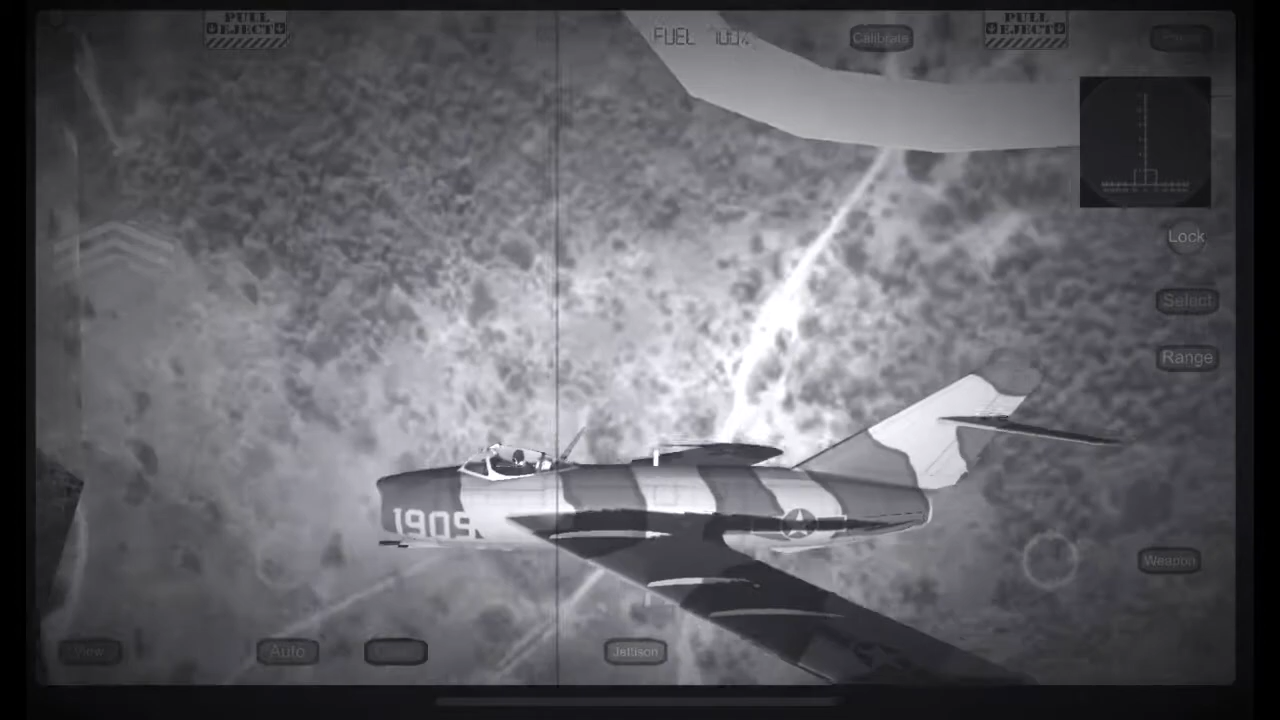 PULL
EJECT
FUEL 100%
Calibrate
PULL
EJECT
Lock
Select
Range
1909
Weapon
View
Auto
Jettison